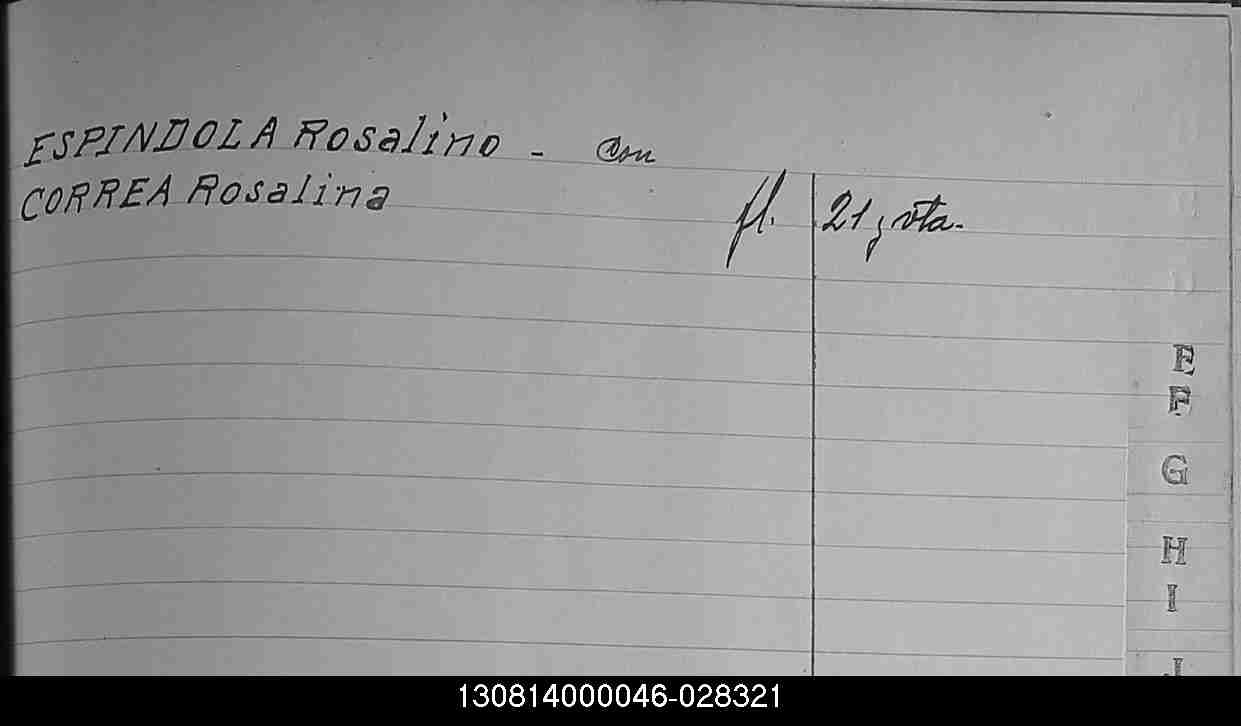 ESPINDOLA Rosalino - con
CORREA Rosalina
fl. 21 y vta.
E
F
G
H
I
J
130814000046-028321